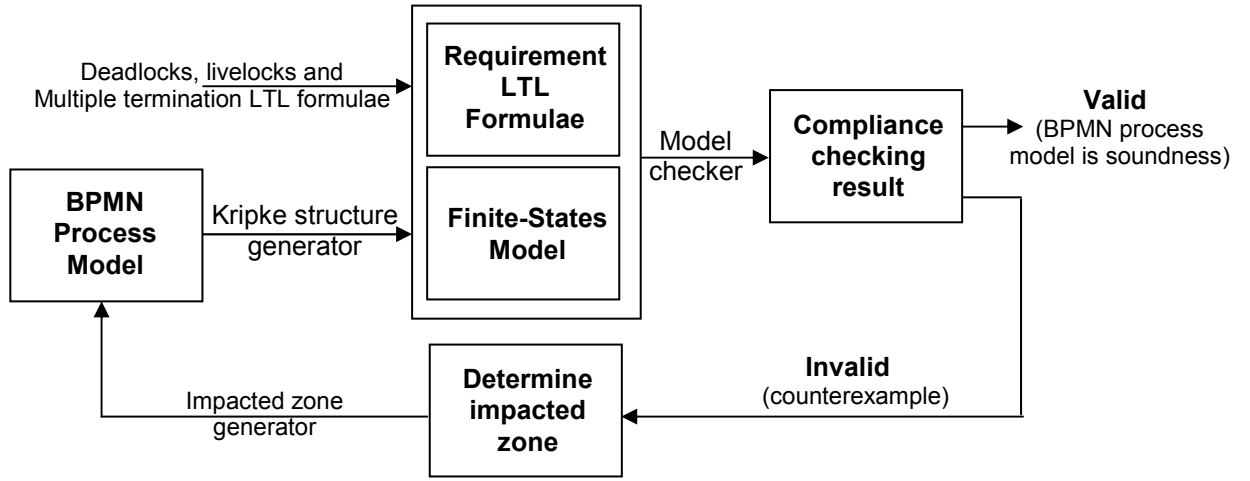 Deadlocks, livelocks and
Multiple termination LTL formulae
Requirement
LTL
Formulae
Finite-States
Model
BPMN
Process
Model
Kripke structure
generator
Model
checker
Compliance
checking
result
Valid
(BPMN process
model is soundness)
Invalid
(counterexample)
Determine
impacted
zone
Impacted zone
generator